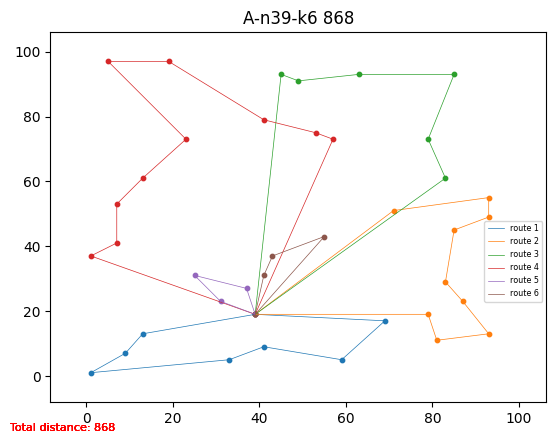 A-n39-k6 868
100
80
60
40
20
0
route 1
route 2
route 3
route 4
route 5
route 6
0 20 40 60 80 100
Total distance: 868